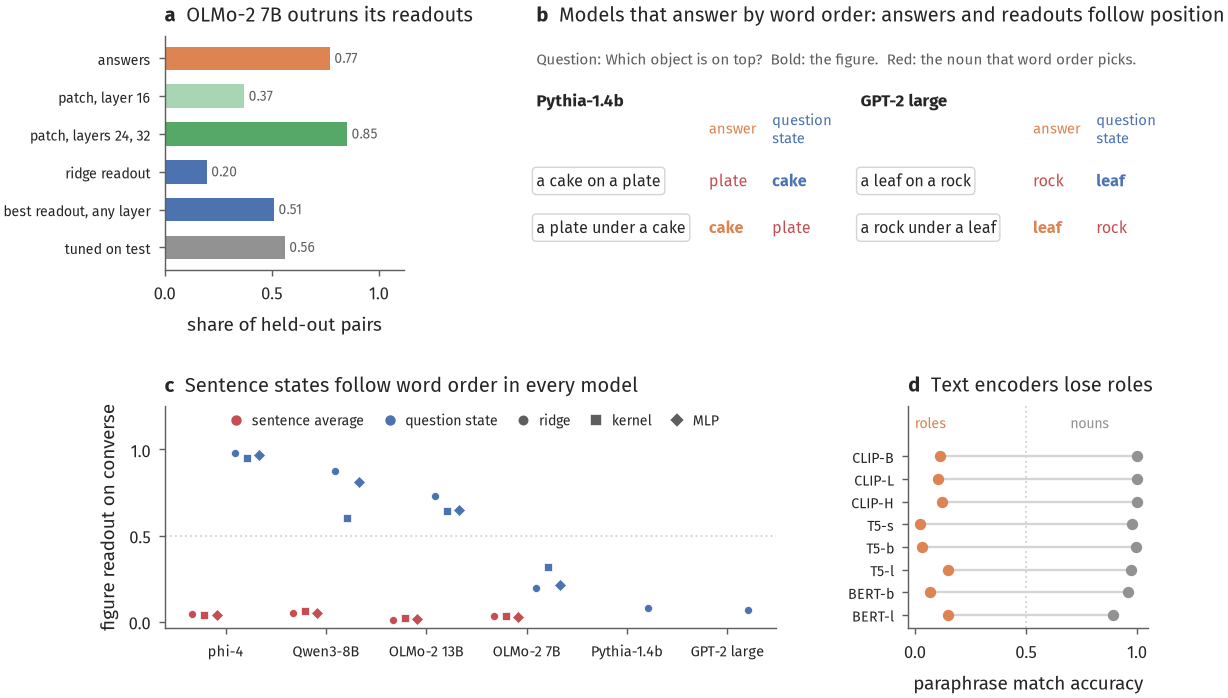 a OLMo-2 7B outruns its readouts
answers
0.77
patch, layer 16
0.37
patch, layers 24, 32
0.85
ridge readout
0.20
best readout, any layer
0.51
tuned on test
0.56
0.0 0.5 1.0
share of held-out pairs
b Models that answer by word order: answers and readouts follow position
Question: Which object is on top? Bold: the figure. Red: the noun that word order picks.
Pythia-1.4b
answer question
state
a cake on a plate plate cake
a plate under a cake cake plate
GPT-2 large
answer question
state
a leaf on a rock rock leaf
a rock under a leaf leaf rock
c Sentence states follow word order in every model
sentence average question state ridge kernel MLP
figure readout on converse
1.0
0.5
0.0
phi-4 Qwen3-8B OLMo-2 13B OLMo-2 7B Pythia-1.4b GPT-2 large
d Text encoders lose roles
roles nouns
CLIP-B
CLIP-L
CLIP-H
T5-s
T5-b
T5-l
BERT-b
BERT-l
0.0 0.5 1.0
paraphrase match accuracy